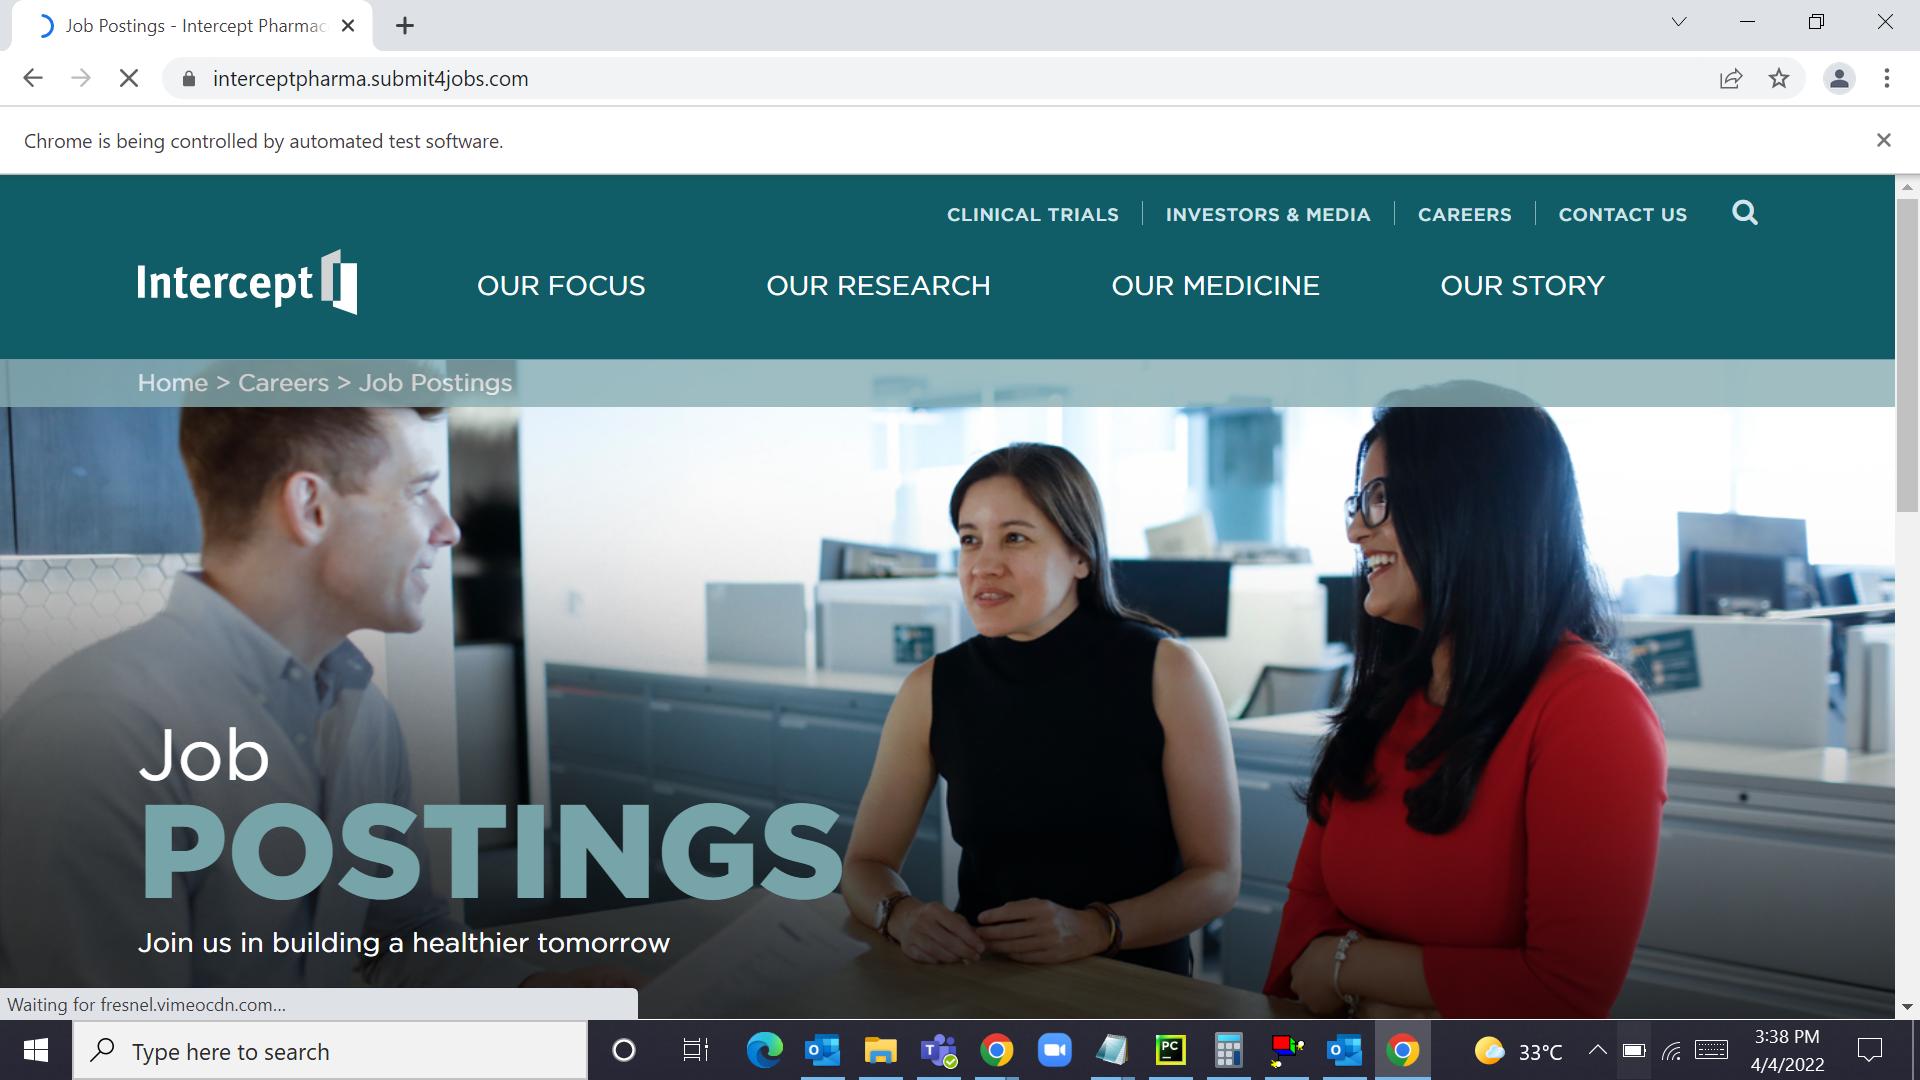 Job Postings - Intercept Pharmac
interceptpharma.submit4jobs.com
Chrome is being controlled by automated test software.
CLINICAL TRIALS
INVESTORS & MEDIA
CAREERS
CONTACT US
Intercept
OUR FOCUS
OUR RESEARCH
OUR MEDICINE
OUR STORY
Home > Careers > Job Postings
Job
POSTINGS
Join us in building a healthier tomorrow
Waiting for fresnel.vimeocdn.com...
Type here to search
PC
33°C
3:38 PM
4/4/2022